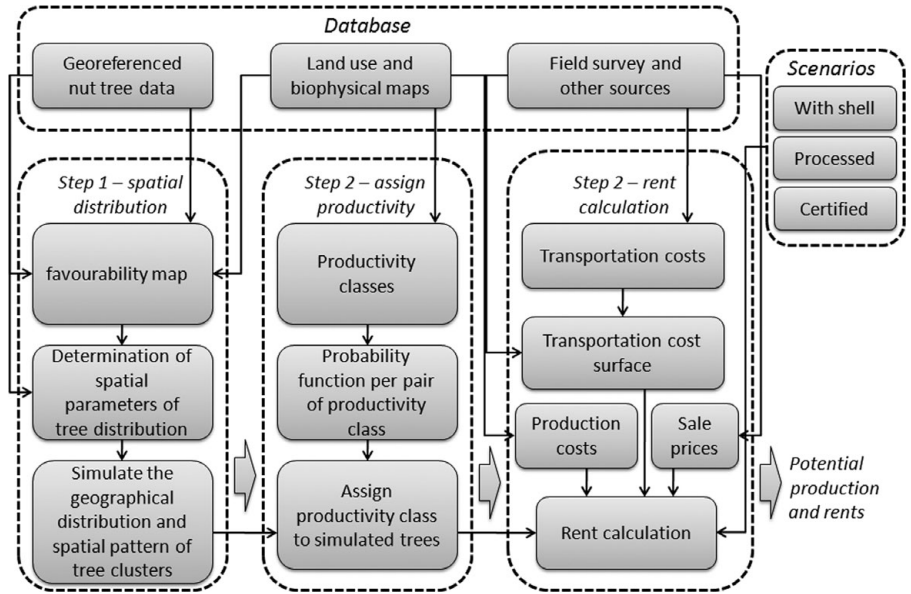 Database
Georeferenced
nut tree data
Land use and
biophysical maps
Field survey and
other sources
Scenarios
With shell
Processed
Certified
Step 1 – spatial
distribution
favourability map
Determination of
spatial
parameters of
tree distribution
Simulate the
geographical
distribution and
spatial pattern of
tree clusters
Step 2 – assign
productivity
Productivity
classes
Probability
function per pair
of productivity
class
Assign
productivity class
to simulated trees
Step 2 – rent
calculation
Transportation costs
Transportation cost
surface
Production
costs
Sale
prices
Rent calculation
Potential
production
and rents